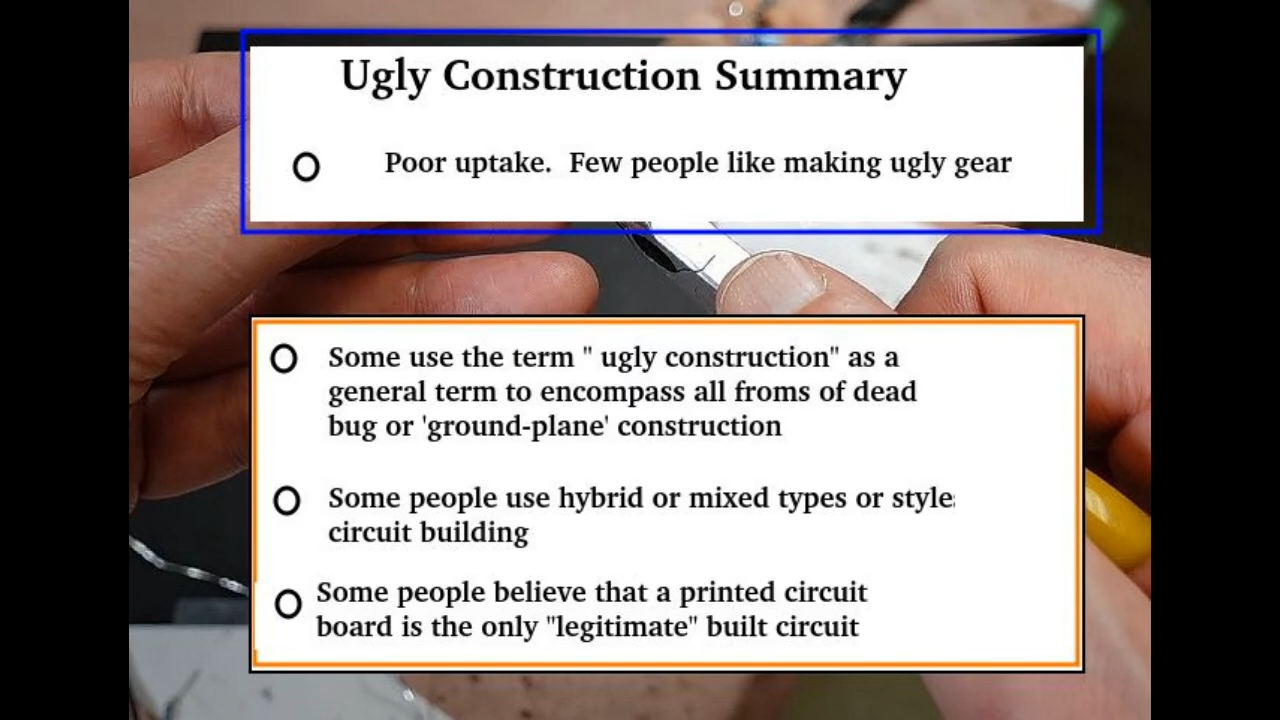 Ugly Construction Summary
Poor uptake.  Few people like making ugly gear
Some use the term " ugly construction" as a
general term to encompass all froms of dead
bug or 'ground-plane' construction
Some people use hybrid or mixed types or style
circuit building
Some people believe that a printed circuit
board is the only "legitimate" built circuit